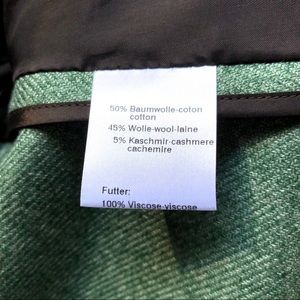 50% Baumwolle-coton
cotton
45% Wolle-wool-laine
5% Kaschmir-cashmere
cachemire
Futter:
100% Viscose-viscose